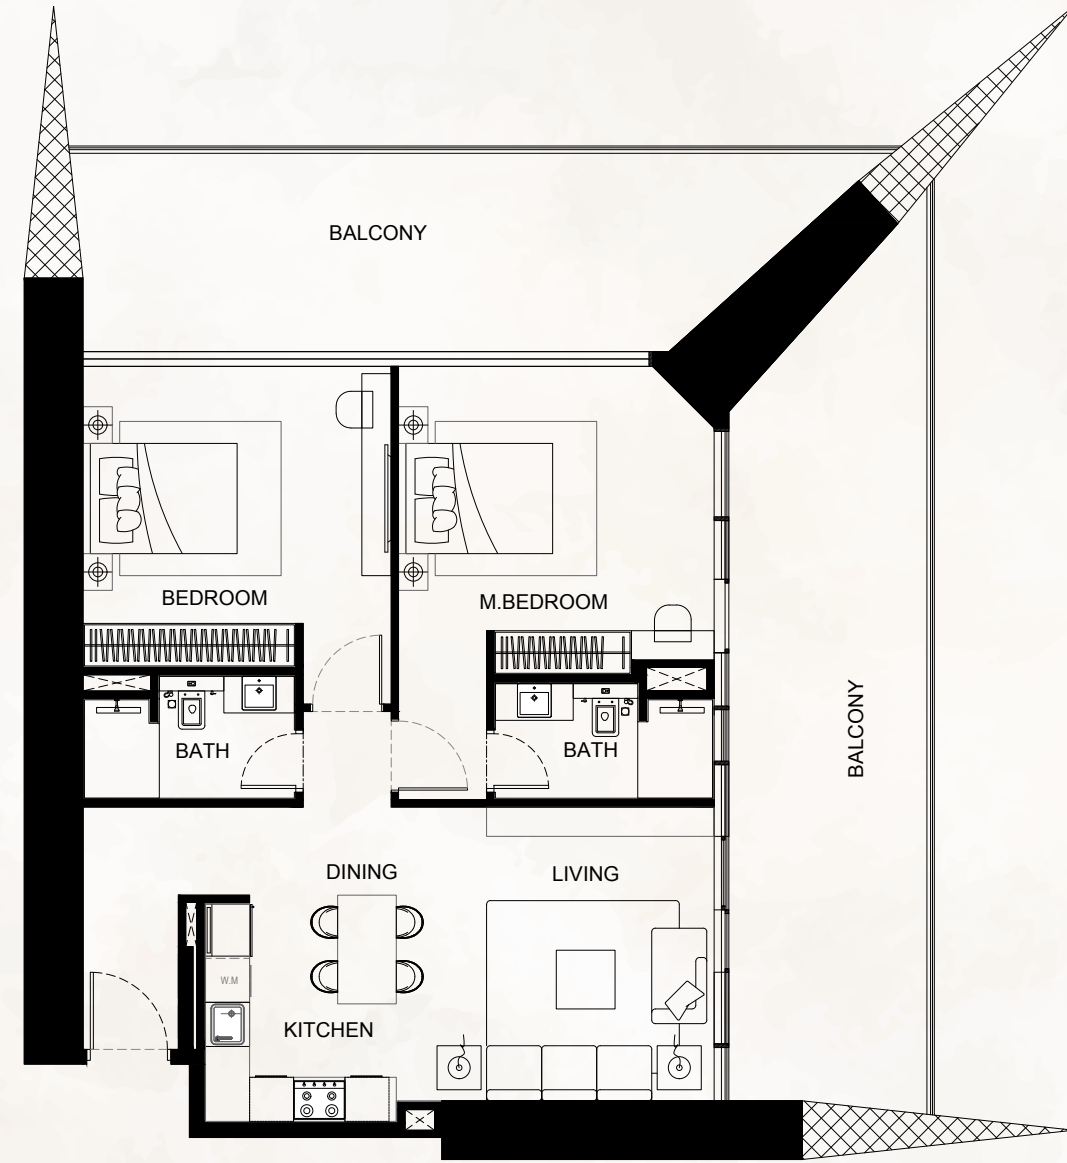 BALCONY
BEDROOM
M.BEDROOM
BALCONY
BATH
BATH
DINING
LIVING
W.M
KITCHEN